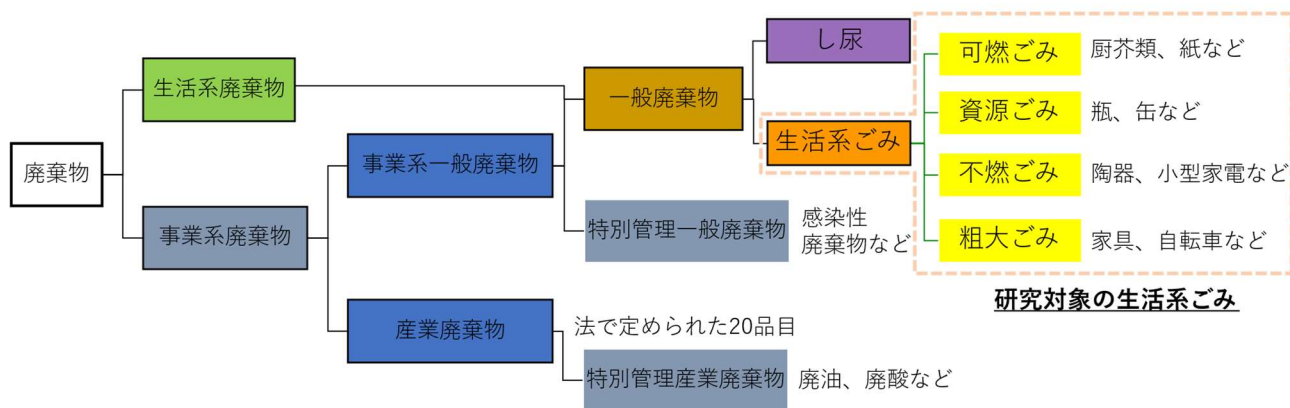 廃棄物
生活系廃棄物
事業系廃棄物
事業系一般廃棄物
産業廃棄物
一般廃棄物
特別管理一般廃棄物
感染性
廃棄物など
法で定められた20品目
特別管理産業廃棄物
廃油、廃酸など
し尿
生活系ごみ
可燃ごみ
厨芥類、紙など
資源ごみ
瓶、缶など
不燃ごみ
陶器、小型家電など
粗大ごみ
家具、自転車など
研究対象の生活系ごみ